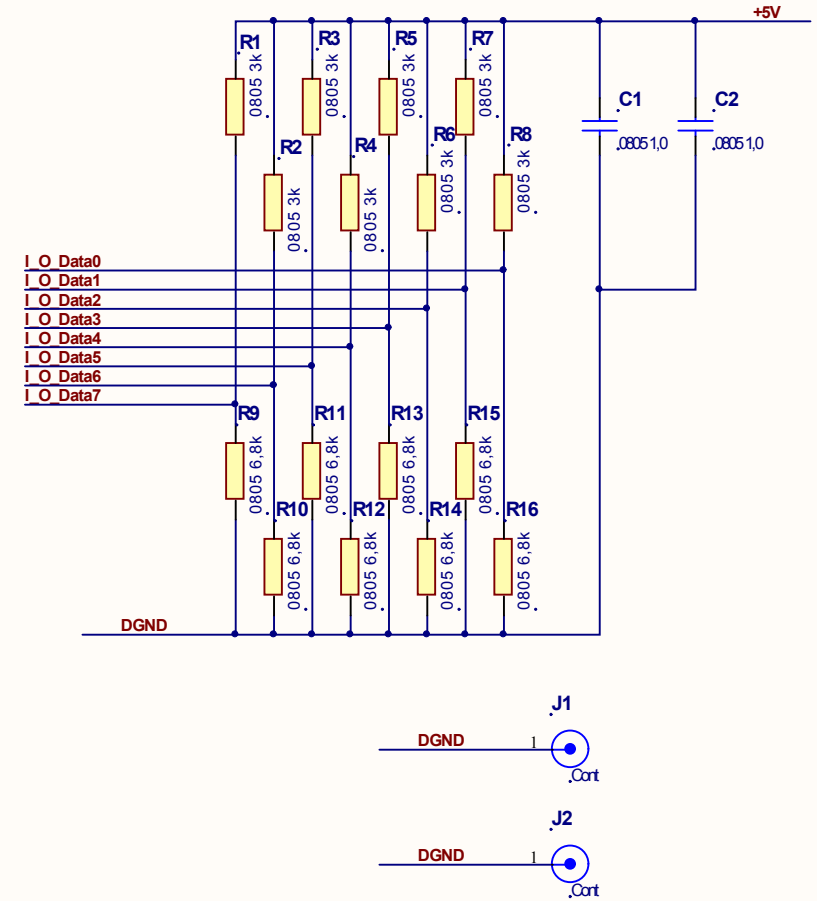 +5V
R1
0805 3k
R3
0805 3k
R5
0805 3k
R7
0805 3k
C1
0805 1,0
C2
0805 1,0
R2
0805 3k
R4
0805 3k
R6
0805 3k
R8
0805 3k
I_O_Data0
I_O_Data1
I_O_Data2
I_O_Data3
I_O_Data4
I_O_Data5
I_O_Data6
I_O_Data7
R9
0805 6,8k
R11
0805 6,8k
R13
0805 6,8k
R15
0805 6,8k
R10
0805 6,8k
R12
0805 6,8k
R14
0805 6,8k
R16
0805 6,8k
DGND
J1
DGND
1
Cont
J2
DGND
1
Cont